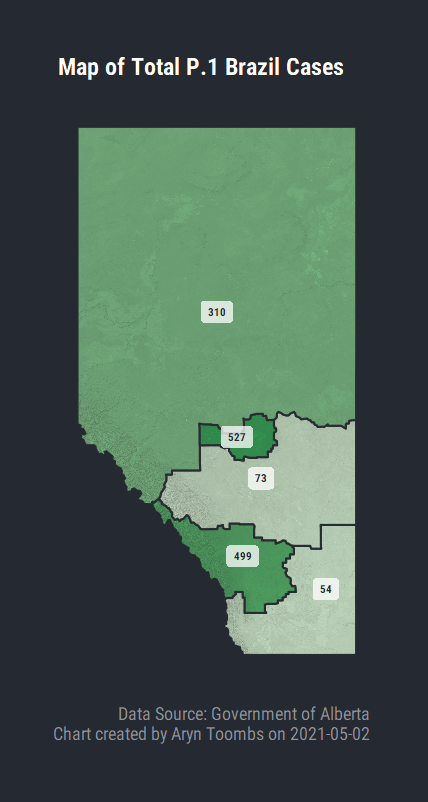 Map of Total P.1 Brazil Cases
310
527
73
499
54
Data Source: Government of Alberta
Chart created by Aryn Toombs on 2021-05-02